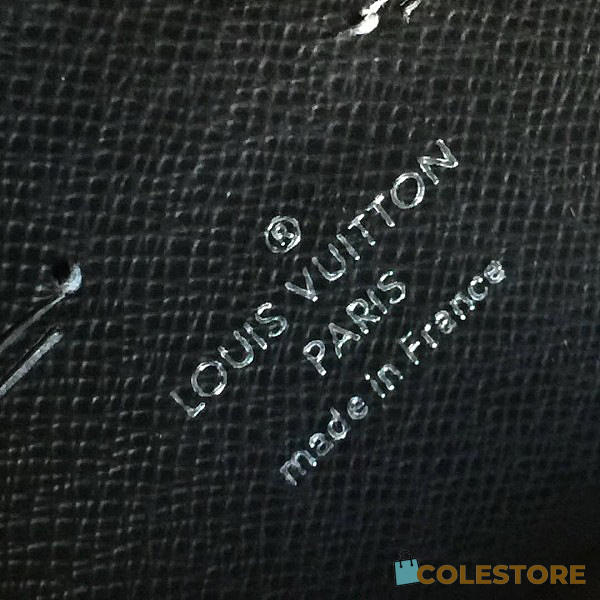 ®
LOUIS VUITTON
PARIS
made in France
COLESTORE